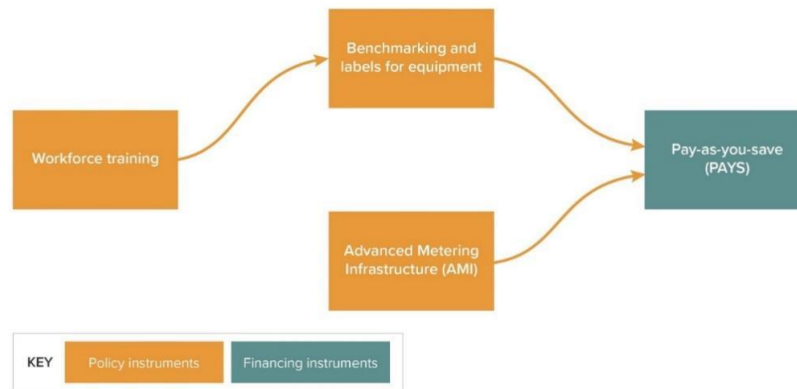 Benchmarking and
labels for equipment
Workforce training
Pay-as-you-save
(PAYS)
Advanced Metering
Infrastructure (AMI)
KEY
Policy instruments
Financing instruments